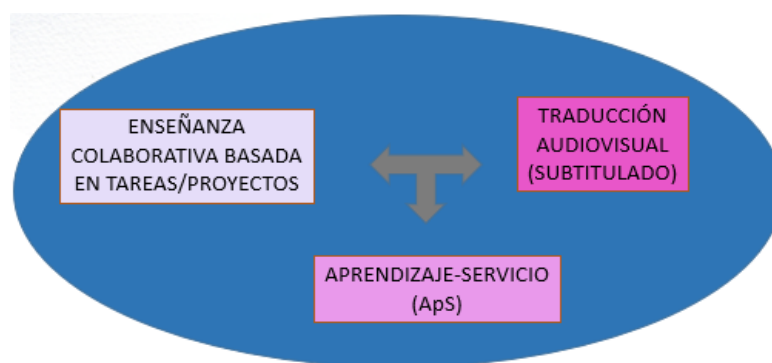 ENSEÑANZA
COLABORATIVA BASADA
EN TAREAS/PROYECTOS
TRADUCCIÓN
AUDIOVISUAL
(SUBTITULADO)
APRENDIZAJE-SERVICIO
(ApS)